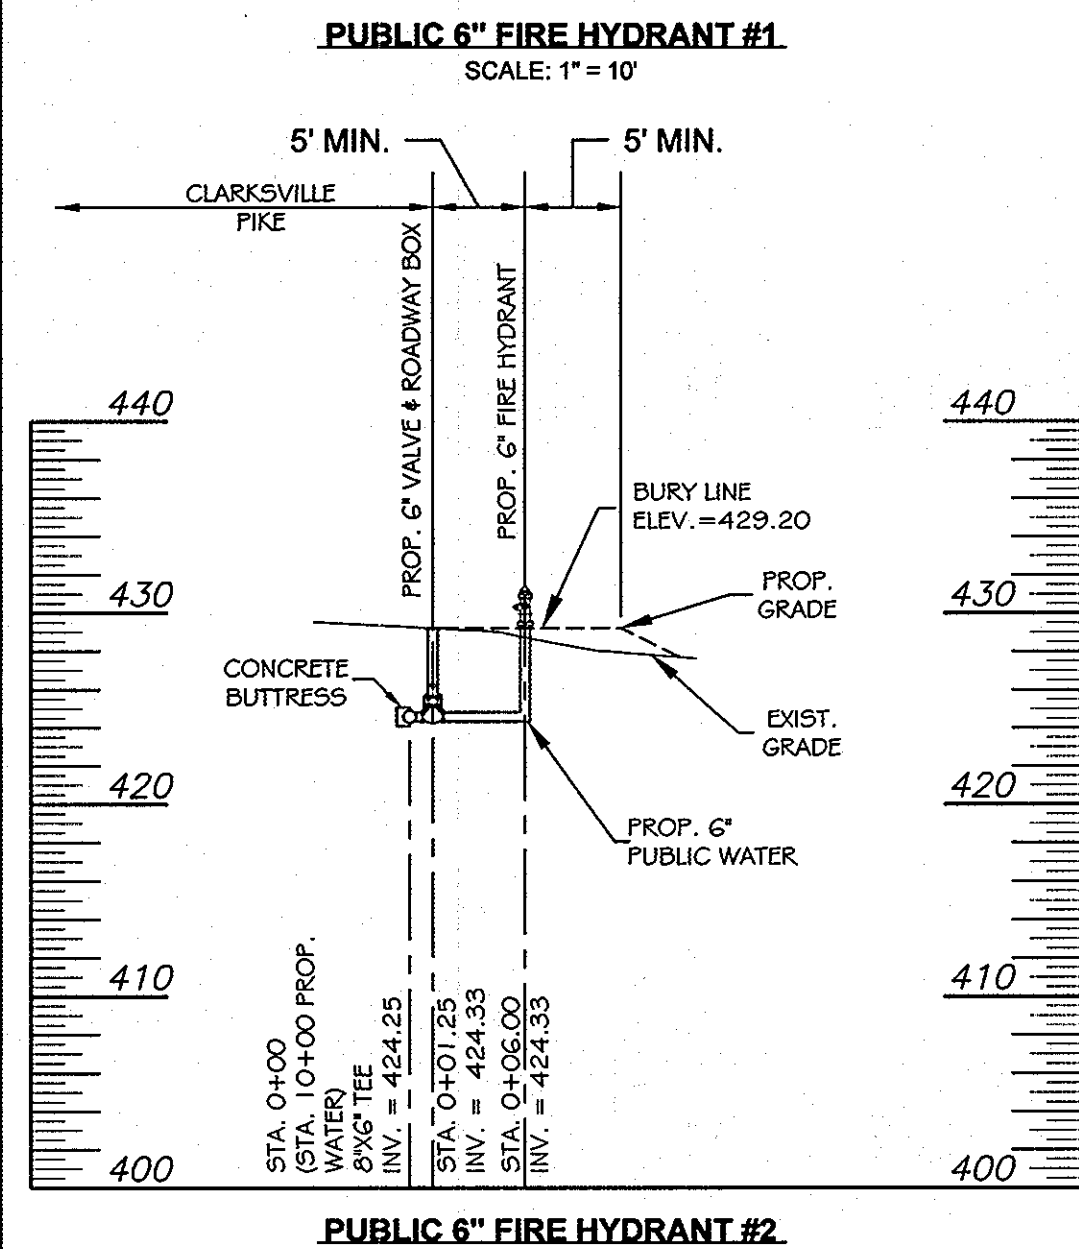 PUBLIC 6" FIRE HYDRANT #1
SCALE: 1" = 10'
5' MIN.
5' MIN.
CLARKSVILLE
PIKE
PROP. 6" VALVE & ROADWAY BOX
PROP. 6" FIRE HYDRANT
440
440
BURY LINE
ELEV.=429.20
PROP.
GRADE
430
430
CONCRETE
BUTTRESS
EXIST.
GRADE
420
420
PROP. 6"
PUBLIC WATER
410
410
STA. 0+00
(STA. 10+00 PROP.
WATER)
8"X6" TEE
INV. = 424.25
STA. 0+01.25
INV. = 424.33
STA. 0+06.00
INV. = 424.33
400
400
PUBLIC 6" FIRE HYDRANT #2